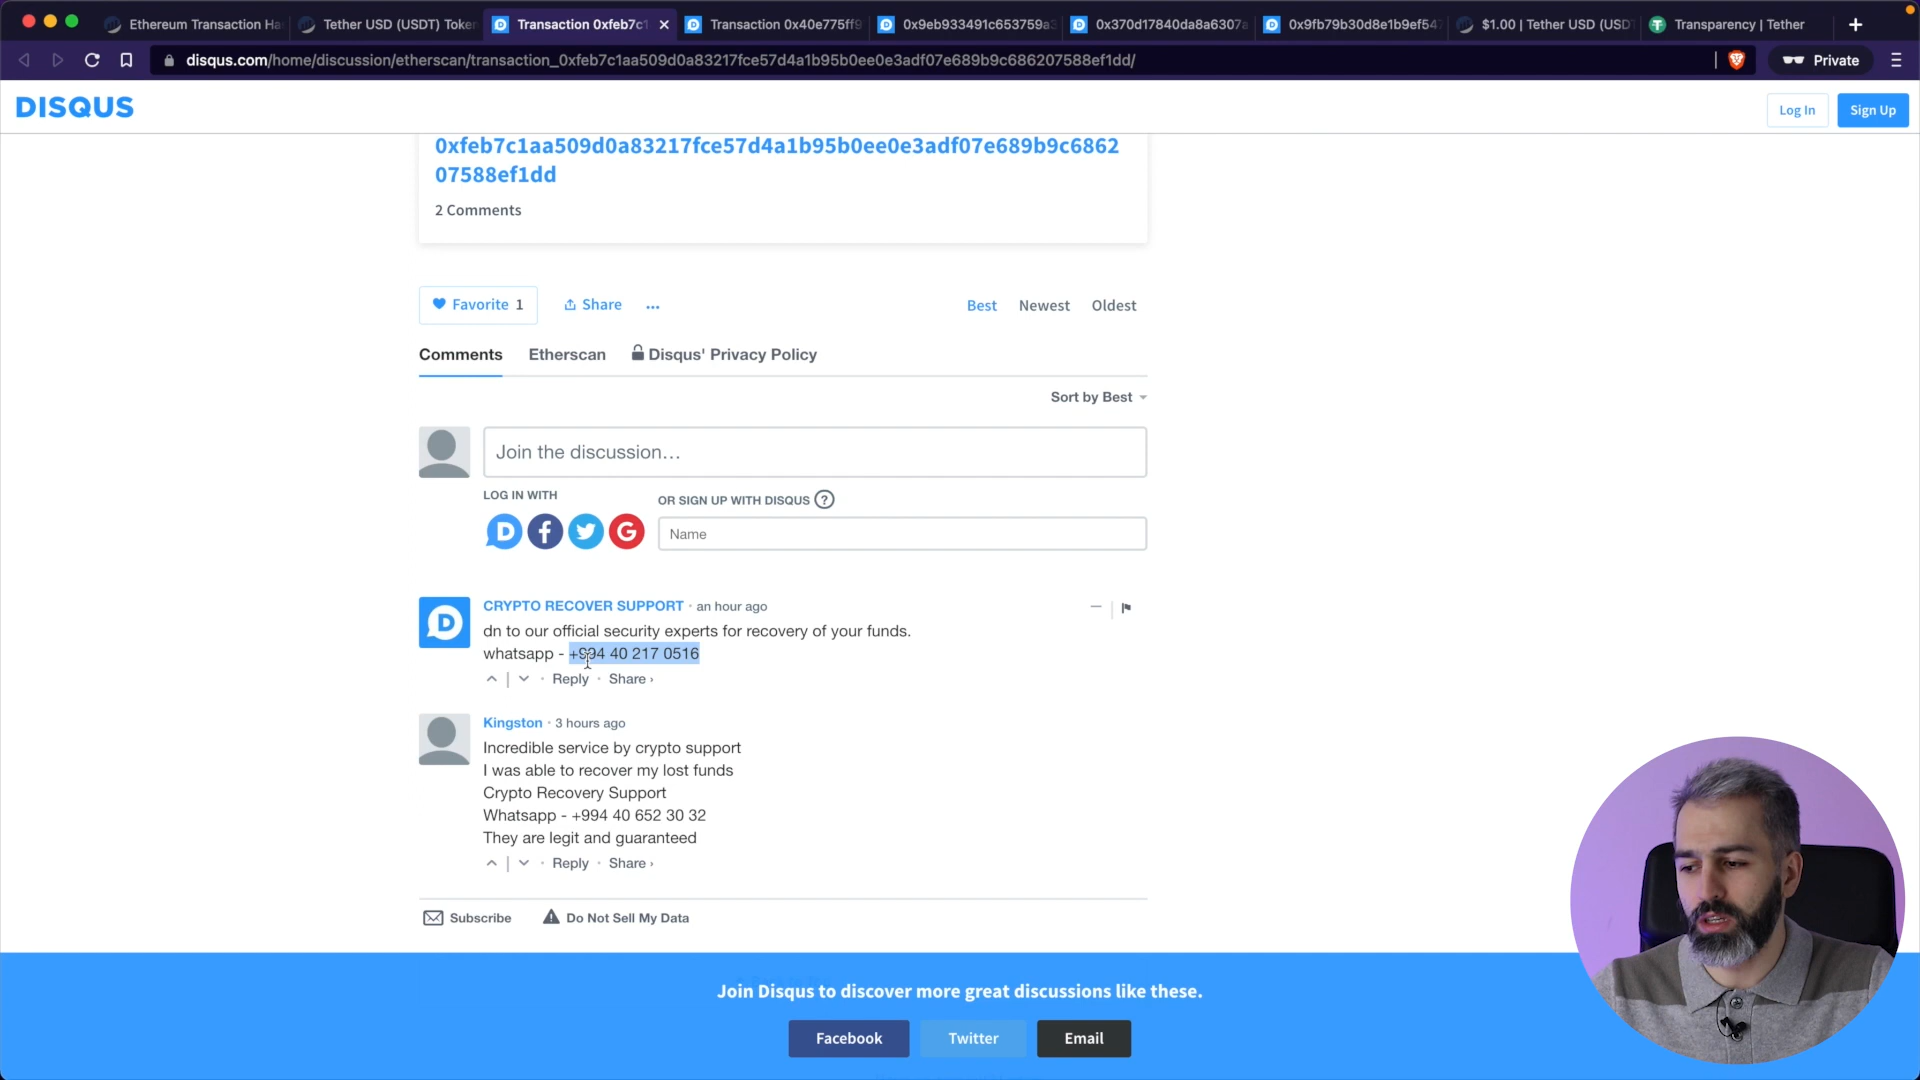 Ethereum Transaction Ha
Tether USD (USDT) Token
Transaction 0xfeb7c1
Transaction 0x40e775ff9
0x9eb933491c653759a3
0x370d17840da8a6307a
0x9fb79b30d8e1b9ef547
$1.00 | Tether USD (USD
Transparency | Tether
disqus.com/home/discussion/etherscan/transaction_0xfeb7c1aa509d0a83217fce57d4a1b95b0ee0e3adf07e689b9c686207588ef1dd/
Private
DISQUS
Log In
Sign Up
0xfeb7c1aa509d0a83217fce57d4a1b95b0ee0e3adf07e689b9c6862
07588ef1dd
2 Comments
Favorite 1
Share
...
Best
Newest
Oldest
Comments
Etherscan
Disqus' Privacy Policy
Sort by Best
Join the discussion…
LOG IN WITH
OR SIGN UP WITH DISQUS ?
Name
CRYPTO RECOVER SUPPORT · an hour ago
dn to our official security experts for recovery of your funds.
whatsapp - +994 40 217 0516
Reply · Share ›
Kingston · 3 hours ago
Incredible service by crypto support
I was able to recover my lost funds
Crypto Recovery Support
Whatsapp - +994 40 652 30 32
They are legit and guaranteed
Reply · Share ›
Subscribe
Do Not Sell My Data
Join Disqus to discover more great discussions like these.
Facebook
Twitter
Email